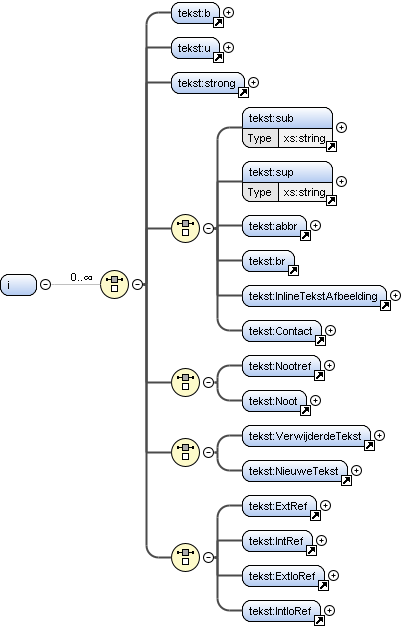 tekst:b
tekst:u
tekst:strong
tekst:sub
Type xs:string
tekst:sup
Type xs:string
tekst:abbr
tekst:br
i
0..∞
tekst:InlineTekstAfbeelding
tekst:Contact
tekst:Nootref
tekst:Noot
tekst:VerwijderdeTekst
tekst:NieuweTekst
tekst:ExtRef
tekst:IntRef
tekst:ExtIoRef
tekst:IntIoRef